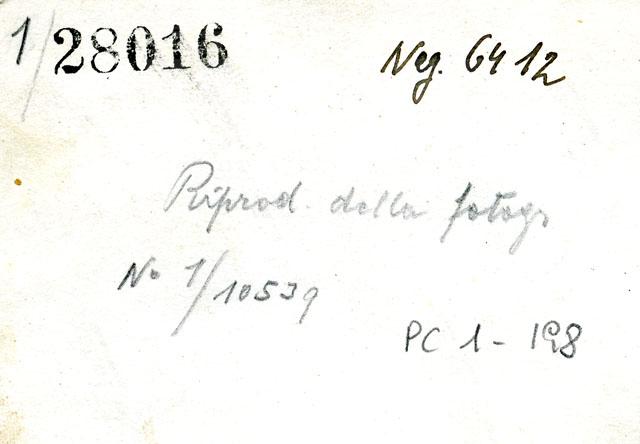 1/28016
Neg. 6412
Riprod. della fotogr.
No 1/10539
PC 1-198